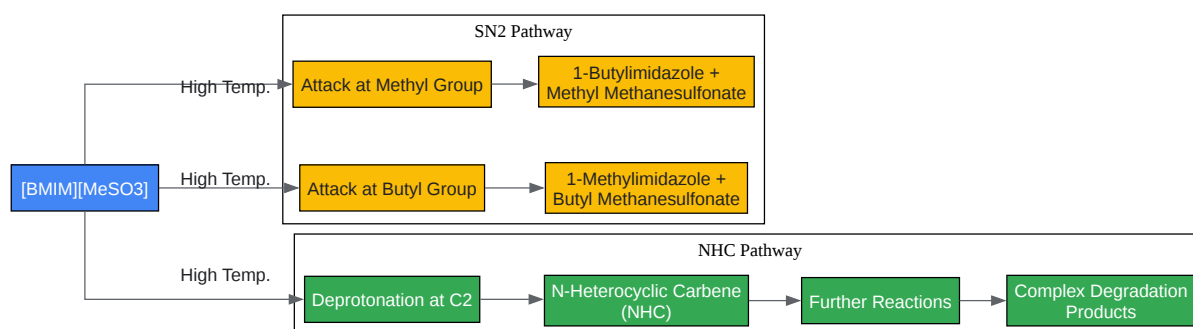 SN2 Pathway
High Temp.
Attack at Methyl Group
1-Butylimidazole +
Methyl Methanesulfonate
[BMIM][MeSO3]
High Temp.
Attack at Butyl Group
1-Methylimidazole +
Butyl Methanesulfonate
NHC Pathway
High Temp.
Deprotonation at C2
N-Heterocyclic Carbene
(NHC)
Further Reactions
Complex Degradation
Products